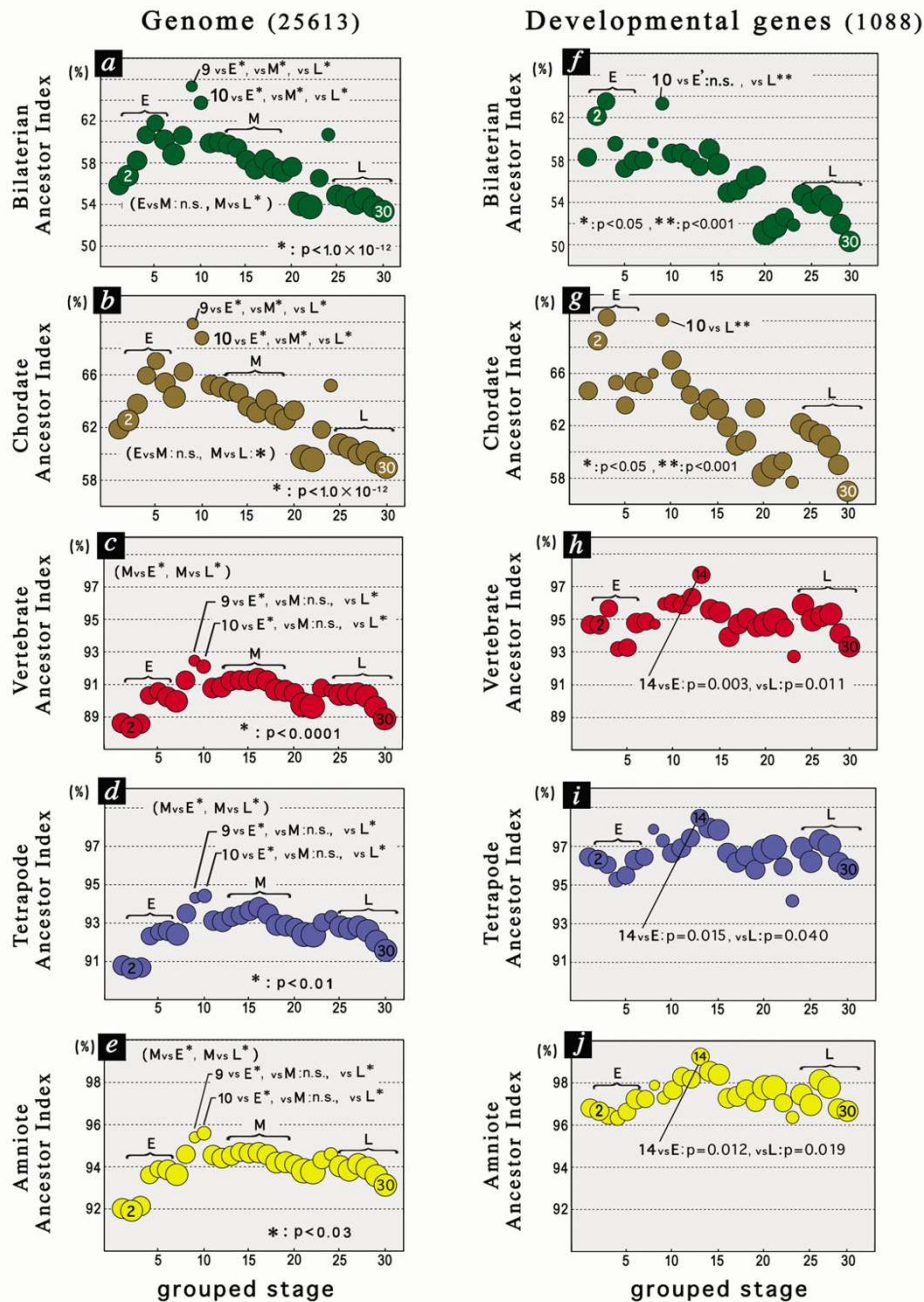 Genome (25613)
Developmental genes (1088)
a
(%)
Bilaterian
Ancestor Index
62
58
54
50
E
M
L
2
30
9 vs E*, vs M*, vs L*
10 vs E*, vs M*, vs L*
(E vs M: n.s., M vs L*)
*: p<1.0×10-12
5 10 15 20 25 30
f
(%)
Bilaterian
Ancestor Index
62
58
54
50
E
L
2
30
10 vs E': n.s. , vs L**
*: p<0.05 , **: p<0.001
5 10 15 20 25 30
b
(%)
Chordate
Ancestor Index
66
62
58
E
M
L
2
30
9 vs E*, vs M*, vs L*
10 vs E*, vs M*, vs L*
(E vs M: n.s., M vs L: *)
*: p<1.0×10-12
5 10 15 20 25 30
g
(%)
Chordate
Ancestor Index
66
62
58
E
L
2
30
10 vs L**
*: p<0.05 , **: p<0.001
5 10 15 20 25 30
c
(%)
Vertebrate
Ancestor Index
97
95
93
91
89
(M vs E*, M vs L*)
9 vs E*, vs M: n.s., vs L*
10 vs E*, vs M: n.s., vs L*
E
M
L
2
30
*: p<0.0001
5 10 15 20 25 30
h
(%)
Vertebrate
Ancestor Index
97
95
93
91
89
E
L
2
14
30
14 vs E: p=0.003, vs L: p=0.011
5 10 15 20 25 30
d
(%)
Tetrapode
Ancestor Index
97
95
93
91
(M vs E*, M vs L*)
9 vs E*, vs M: n.s., vs L*
10 vs E*, vs M: n.s., vs L*
E
M
L
2
30
*: p<0.01
5 10 15 20 25 30
i
(%)
Tetrapode
Ancestor Index
97
95
93
91
E
L
2
14
30
14 vs E: p=0.015, vs L: p=0.040
5 10 15 20 25 30
e
(%)
Amniote
Ancestor Index
98
96
94
92
(M vs E*, M vs L*)
9 vs E*, vs M: n.s., vs L*
10 vs E*, vs M: n.s., vs L*
E
M
L
2
30
*: p<0.03
5 10 15 20 25 30
grouped stage
j
(%)
Amniote
Ancestor Index
98
96
94
92
E
L
2
14
30
14 vs E: p=0.012, vs L: p=0.019
5 10 15 20 25 30
grouped stage